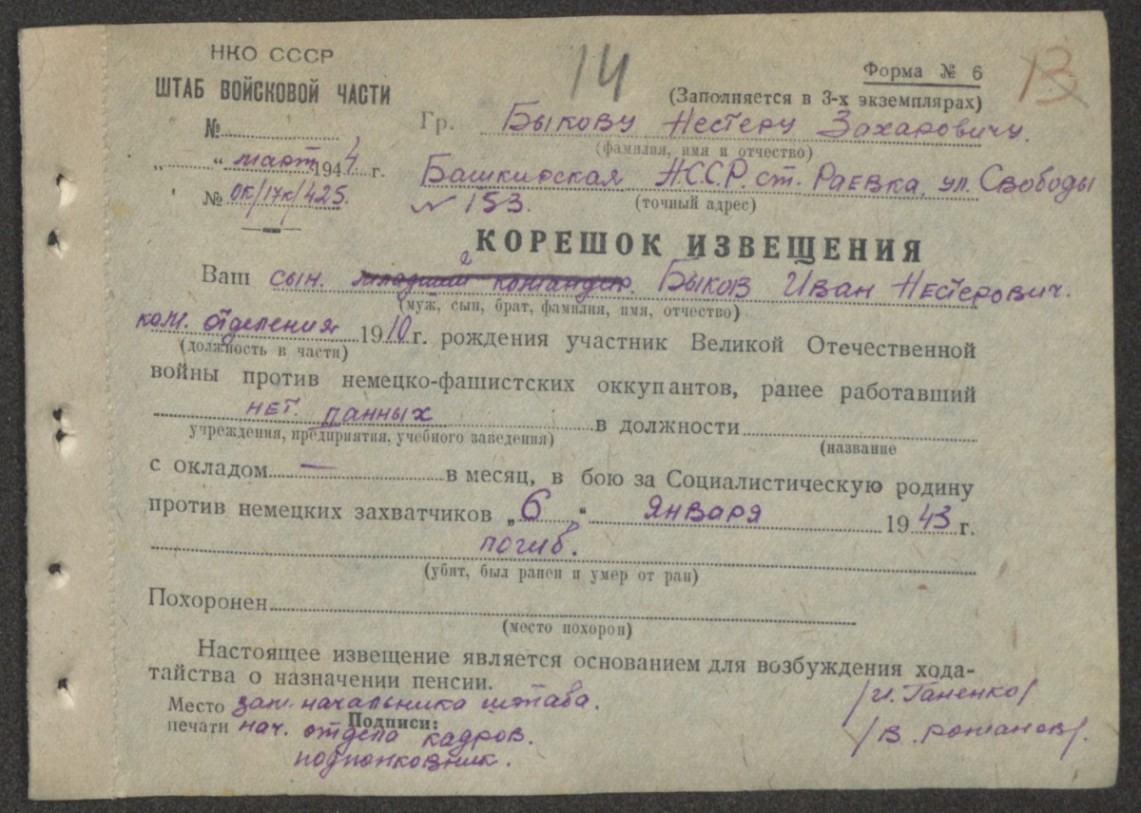 НКО СССР
14
Форма № 6
13
ШТАБ ВОЙСКОВОЙ ЧАСТИ
(Заполняется в 3-х экземплярах)
№
Гр. Быкову Нестеру Захаровичу.
(фамилия, имя и отчество)
„ “ март 1944 г.
Башкирская АССР. ст. Раевка, ул. Свободы
№ ОК/17к/425.
№ 153.
(точный адрес)
КОРЕШОК ИЗВЕЩЕНИЯ
Ваш сын. младший командир. Быков Иван Нестерович.
(муж, сын, брат, фамилия, имя, отчество)
ком. отделения 1910 г. рождения участник Великой Отечественной
(должность в части)
войны против немецко-фашистских оккупантов, ранее работавший
нет. данных в должности
учреждения, предприятия, учебного заведения)
(название
с окладом — в месяц, в бою за Социалистическую родину
против немецких захватчиков „6“ января 1943 г.
погиб.
(убит, был ранен и умер от ран)
Похоронен
(место похорон)
Настоящее извещение является основанием для возбуждения хода-
тайства о назначении пенсии.
Место зам. начальника штаба. /И. Ганенко/
печати Подписи:
нач. отдела кадров.
подполковник.